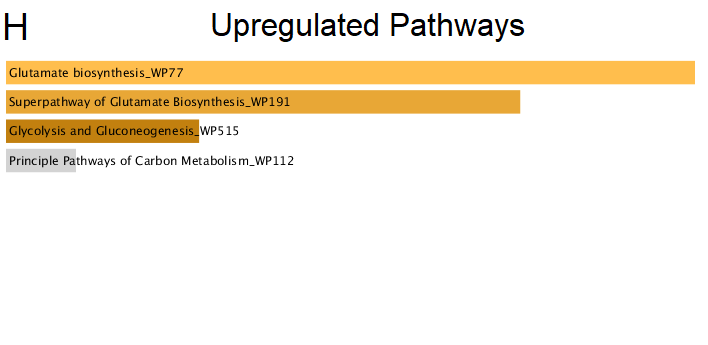 H
Upregulated Pathways
Glutamate biosynthesis_WP77
Superpathway of Glutamate Biosynthesis_WP191
Glycolysis and Gluconeogenesis_WP515
Principle Pathways of Carbon Metabolism_WP112